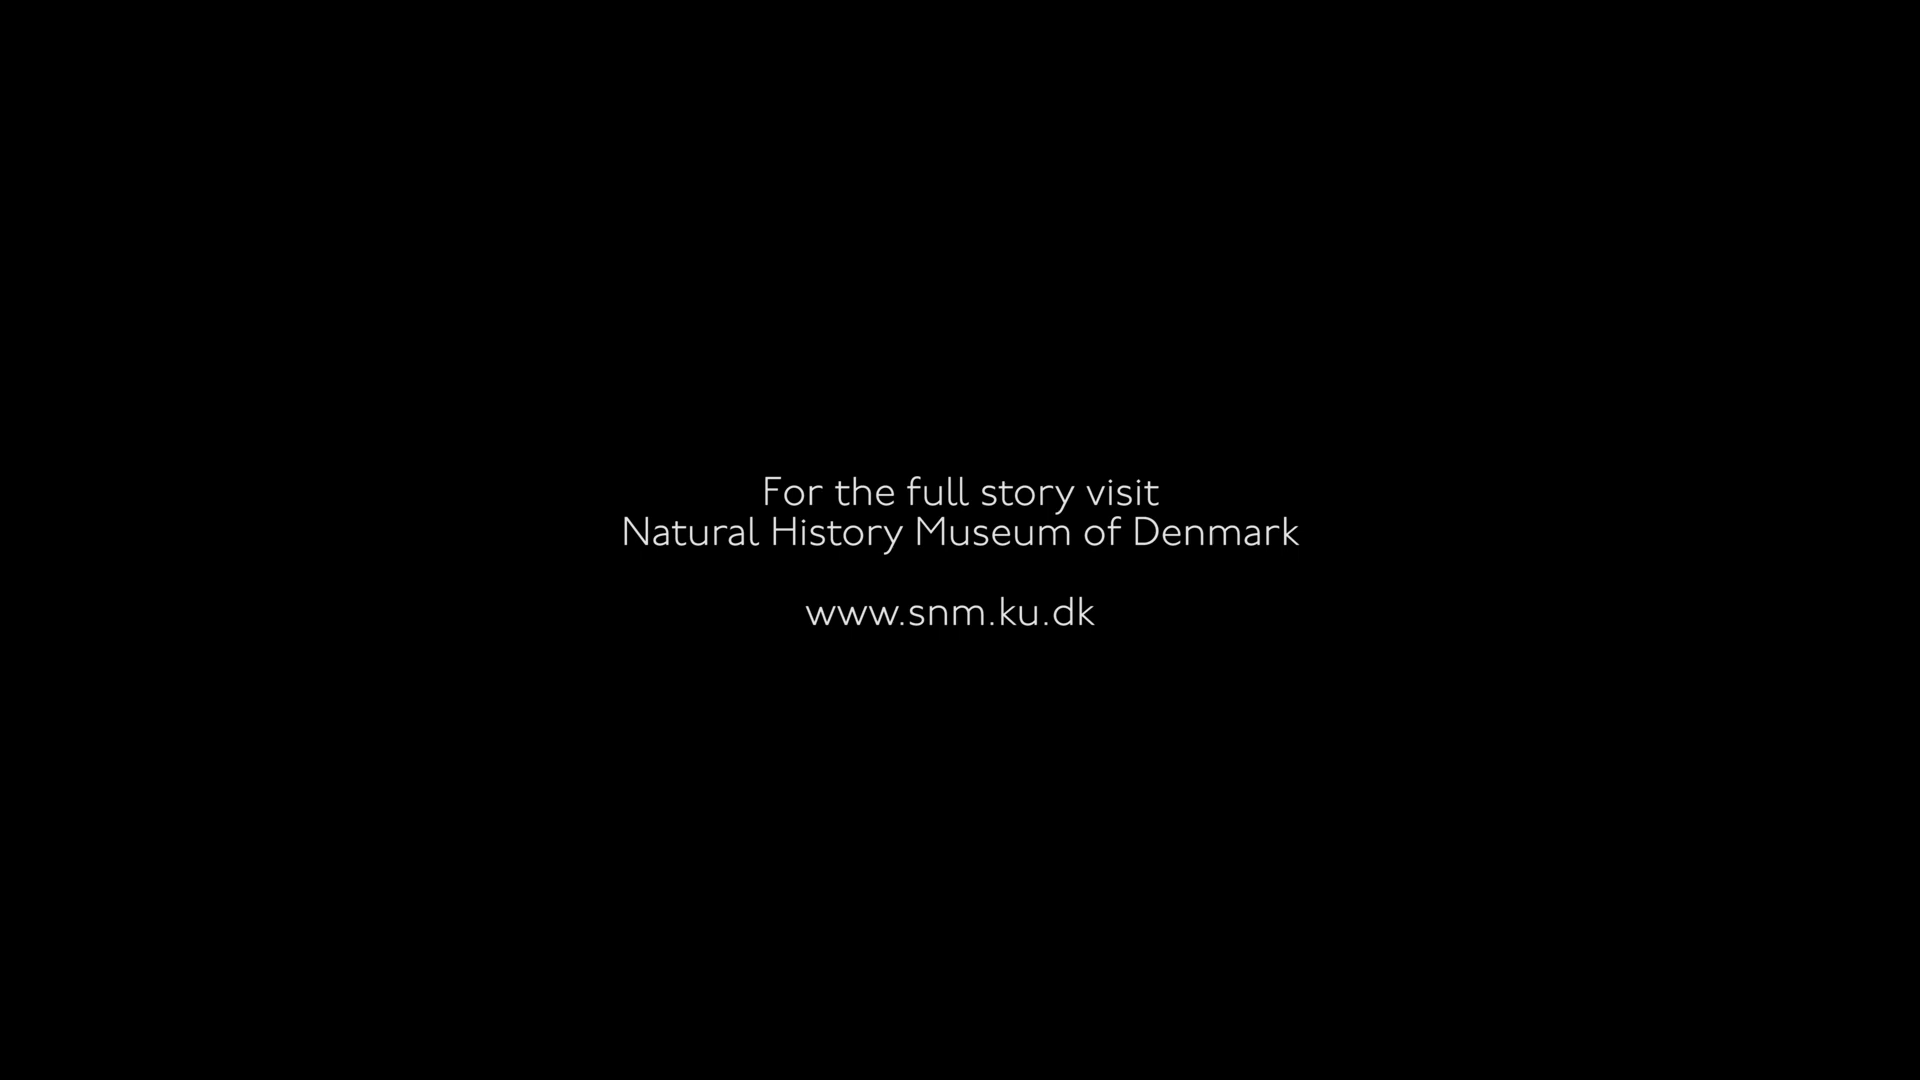 For the full story visit
Natural History Museum of Denmark
www.snm.ku.dk